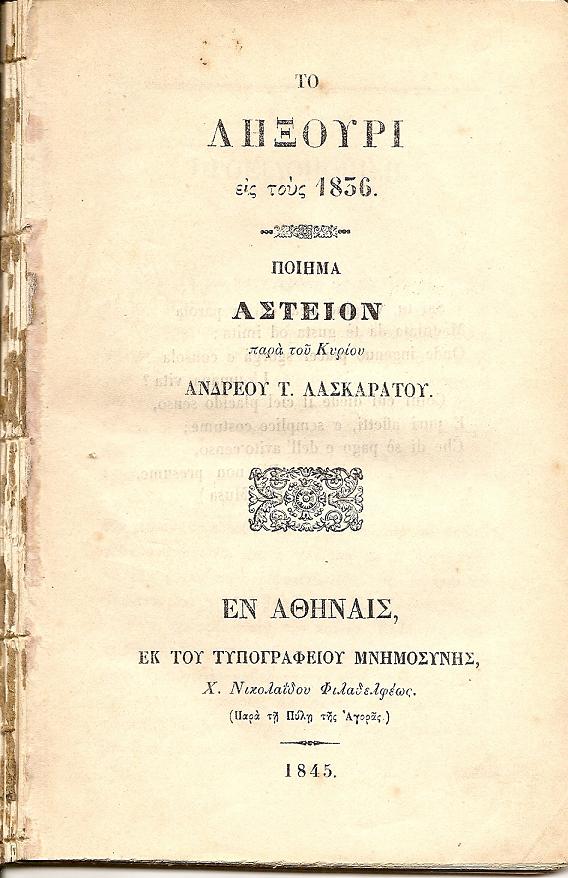 ΤΟ
ΛΗΞΟΥΡΙ
εἰς τοὺς 1836.
ΠΟΙΗΜΑ
ΑΣΤΕΙΟΝ
παρὰ τοῦ Κυρίου
ΑΝΔΡΕΟΥ Τ. ΛΑΣΚΑΡΑΤΟΥ.
ΕΝ ΑΘΗΝΑΙΣ,
ΕΚ ΤΟΥ ΤΥΠΟΓΡΑΦΕΙΟΥ ΜΝΗΜΟΣΥΝΗΣ,
Χ. Νικολαΐδου Φιλαδελφέως.
(Παρὰ τῇ Πύλῃ τῆς Ἀγορᾶς.)
1845.